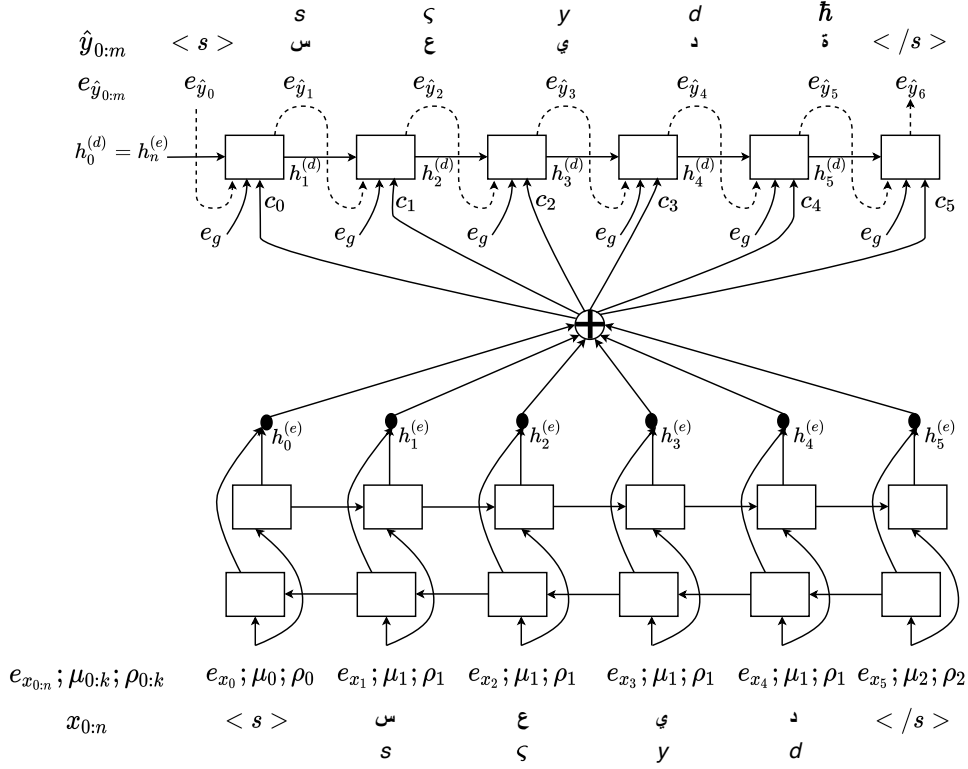 s ς y d ħ
ŷ0:m < s > س ع ي د ة < /s >
eŷ0:m eŷ0 eŷ1 eŷ2 eŷ3 eŷ4 eŷ5 eŷ6
h0(d) = hn(e) h1(d) h2(d) h3(d) h4(d) h5(d)
c0 c1 c2 c3 c4 c5
eg eg eg eg eg eg
h0(e) h1(e) h2(e) h3(e) h4(e) h5(e)
ex0:n; μ0:k; ρ0:k ex0; μ0; ρ0 ex1; μ1; ρ1 ex2; μ1; ρ1 ex3; μ1; ρ1 ex4; μ1; ρ1 ex5; μ2; ρ2
x0:n < s > س ع ي د < /s >
s ς y d